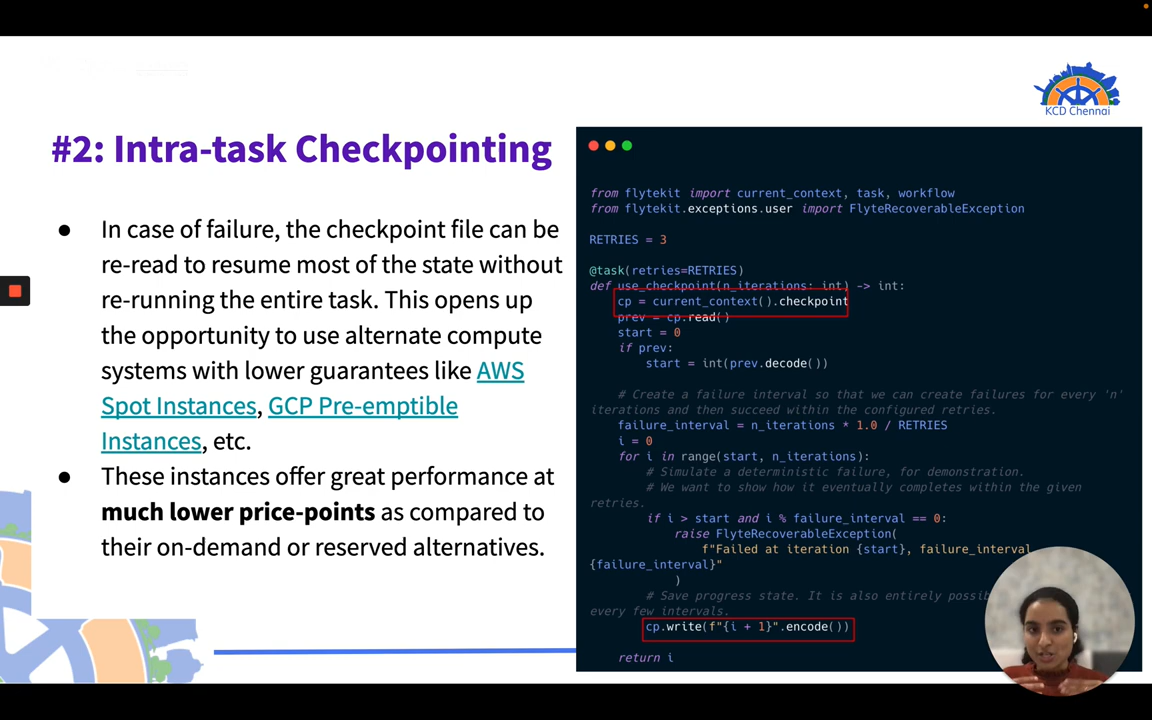 KCD Chennai
#2: Intra-task Checkpointing
● In case of failure, the checkpoint file can be
re-read to resume most of the state without
re-running the entire task. This opens up
the opportunity to use alternate compute
systems with lower guarantees like AWS
Spot Instances, GCP Pre-emptible
Instances, etc.
● These instances offer great performance at
much lower price-points as compared to
their on-demand or reserved alternatives.
from flytekit import current_context, task, workflow
from flytekit.exceptions.user import FlyteRecoverableException
RETRIES = 3
@task(retries=RETRIES)
def use_checkpoint(n_iterations: int) -> int:
cp = current_context().checkpoint
prev = cp.read()
start = 0
if prev:
start = int(prev.decode())
# Create a failure interval so that we can create failures for every 'n'
iterations and then succeed within the configured retries.
failure_interval = n_iterations * 1.0 / RETRIES
i = 0
for i in range(start, n_iterations):
# Simulate a deterministic failure, for demonstration.
# We want to show how it eventually completes within the given
retries.
if i > start and i % failure_interval == 0:
raise FlyteRecoverableException(
f"Failed at iteration {start}, failure_interval
{failure_interval}"
)
# Save progress state. It is also entirely
every few intervals.
cp.write(f"{i + 1}".encode())
return i